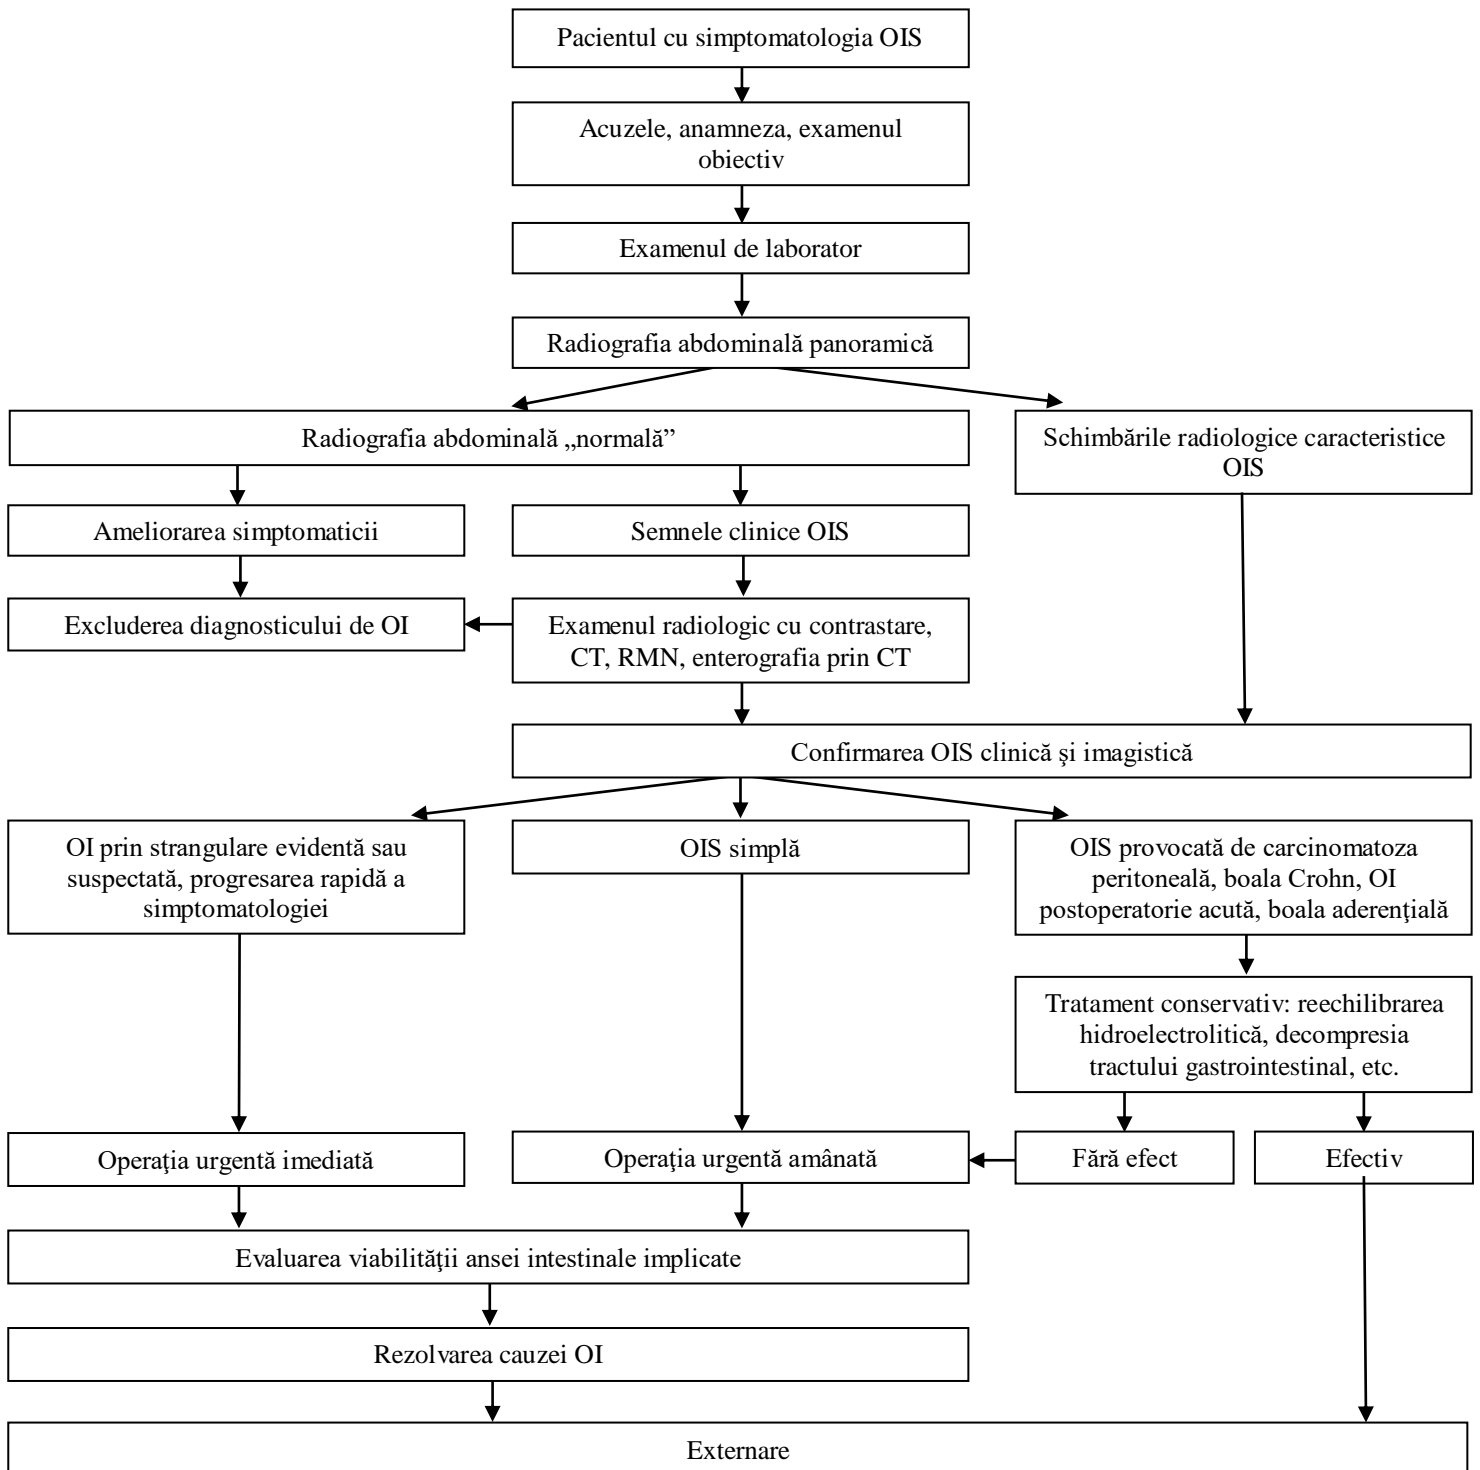 Pacientul cu simptomatologia OIS
Acuzele, anamneza, examenul
obiectiv
Examenul de laborator
Radiografia abdominală panoramică
Radiografia abdominală „normală”
Schimbările radiologice caracteristice
OIS
Ameliorarea simptomaticii
Semnele clinice OIS
Excluderea diagnosticului de OI
Examenul radiologic cu contrastare,
CT, RMN, enterografia prin CT
Confirmarea OIS clinică şi imagistică
OI prin strangulare evidentă sau
suspectată, progresarea rapidă a
simptomatologiei
OIS simplă
OIS provocată de carcinomatoza
peritoneală, boala Crohn, OI
postoperatorie acută, boala aderenţială
Tratament conservativ: reechilibrarea
hidroelectrolitică, decompresia
tractului gastrointestinal, etc.
Operaţia urgentă imediată
Operaţia urgentă amânată
Fără efect
Efectiv
Evaluarea viabilităţii ansei intestinale implicate
Rezolvarea cauzei OI
Externare